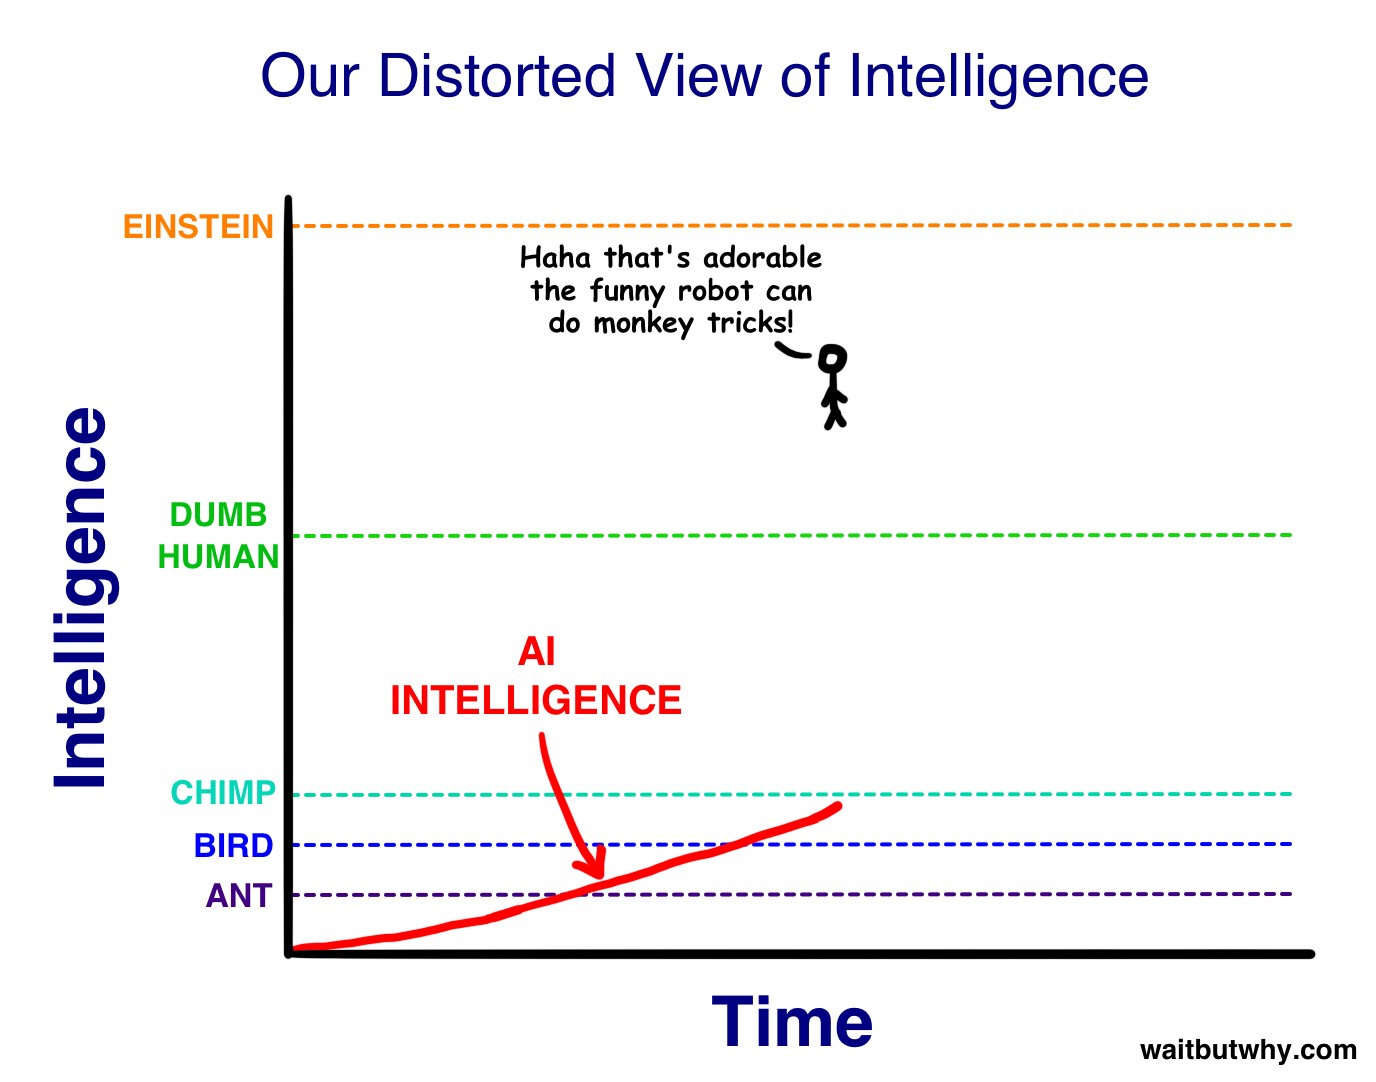 Our Distorted View of Intelligence
EINSTEIN
Haha that's adorable
the funny robot can
do monkey tricks!
DUMB
HUMAN
AI
INTELLIGENCE
CHIMP
BIRD
ANT
Intelligence
Time
waitbutwhy.com